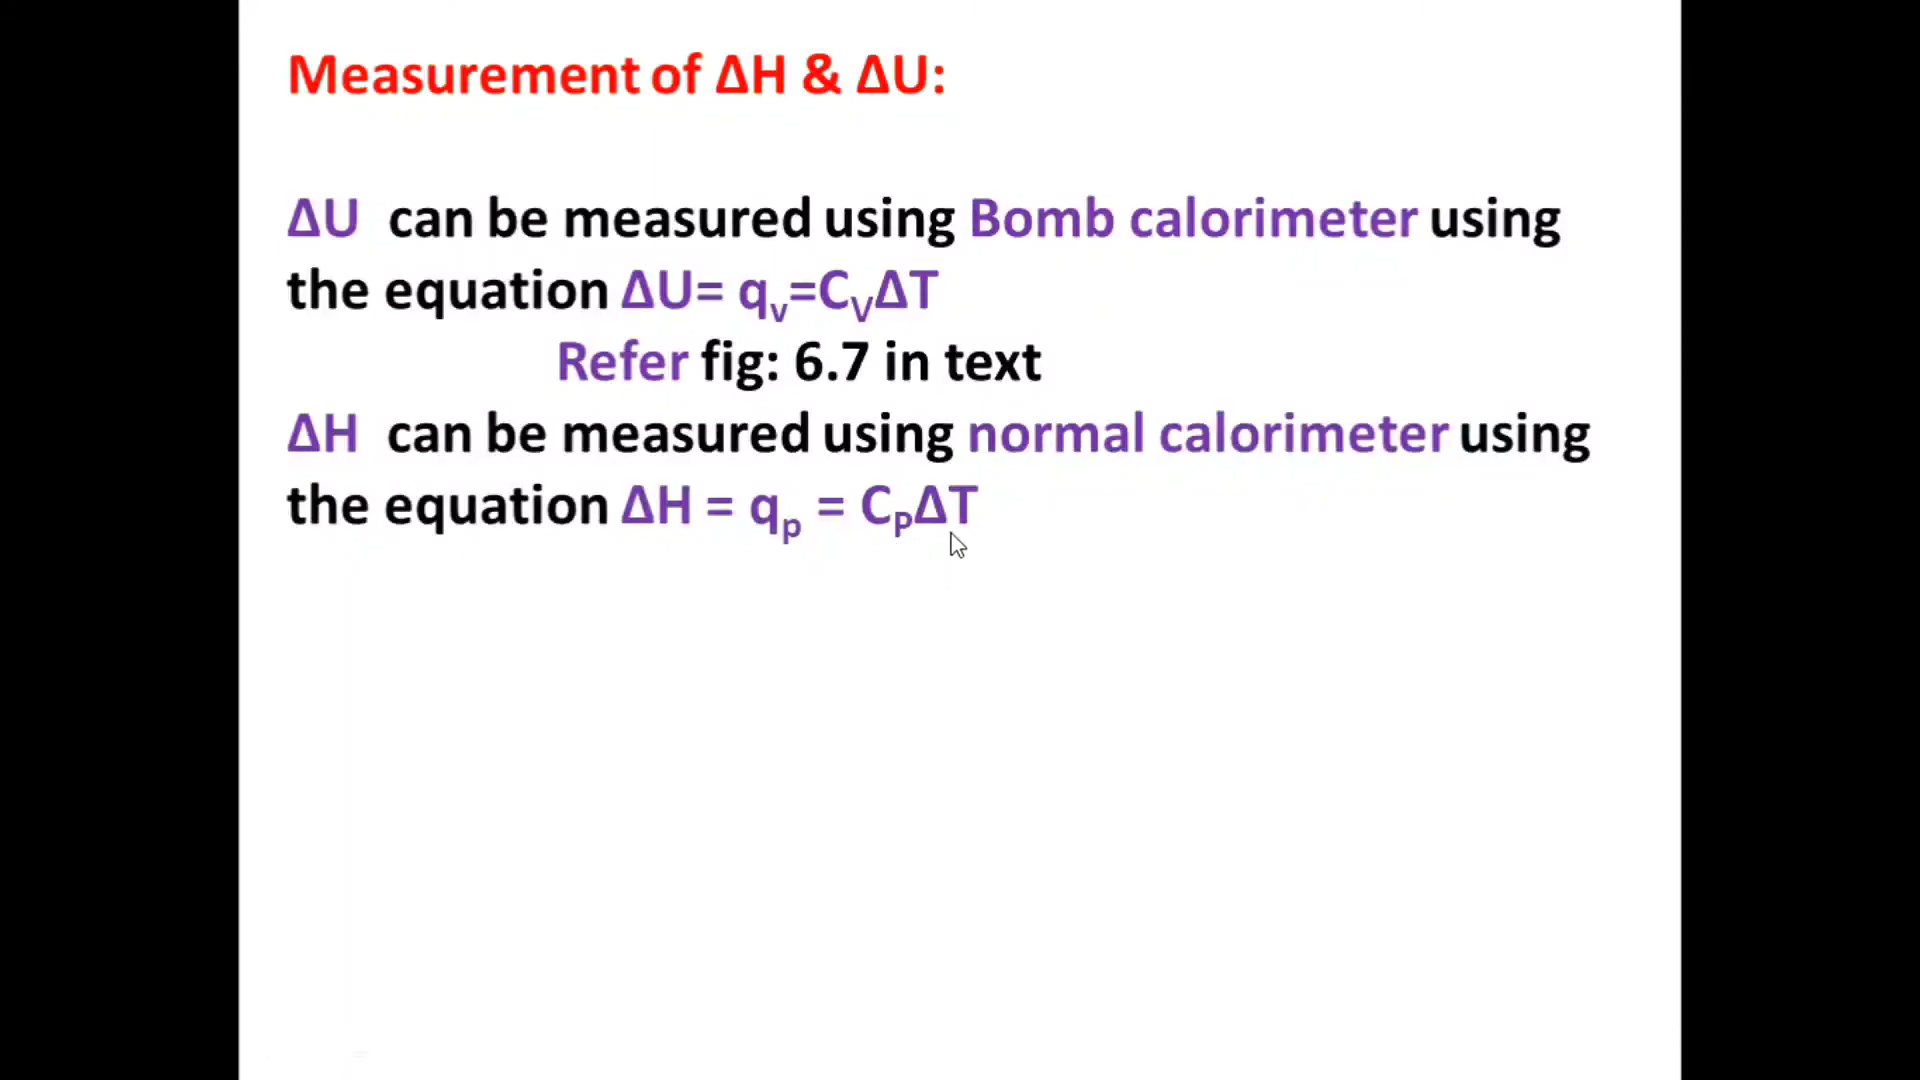 Measurement of ΔH & ΔU:
ΔU can be measured using Bomb calorimeter using
the equation ΔU= qv=CVΔT
Refer fig: 6.7 in text
ΔH can be measured using normal calorimeter using
the equation ΔH = qp = CPΔT